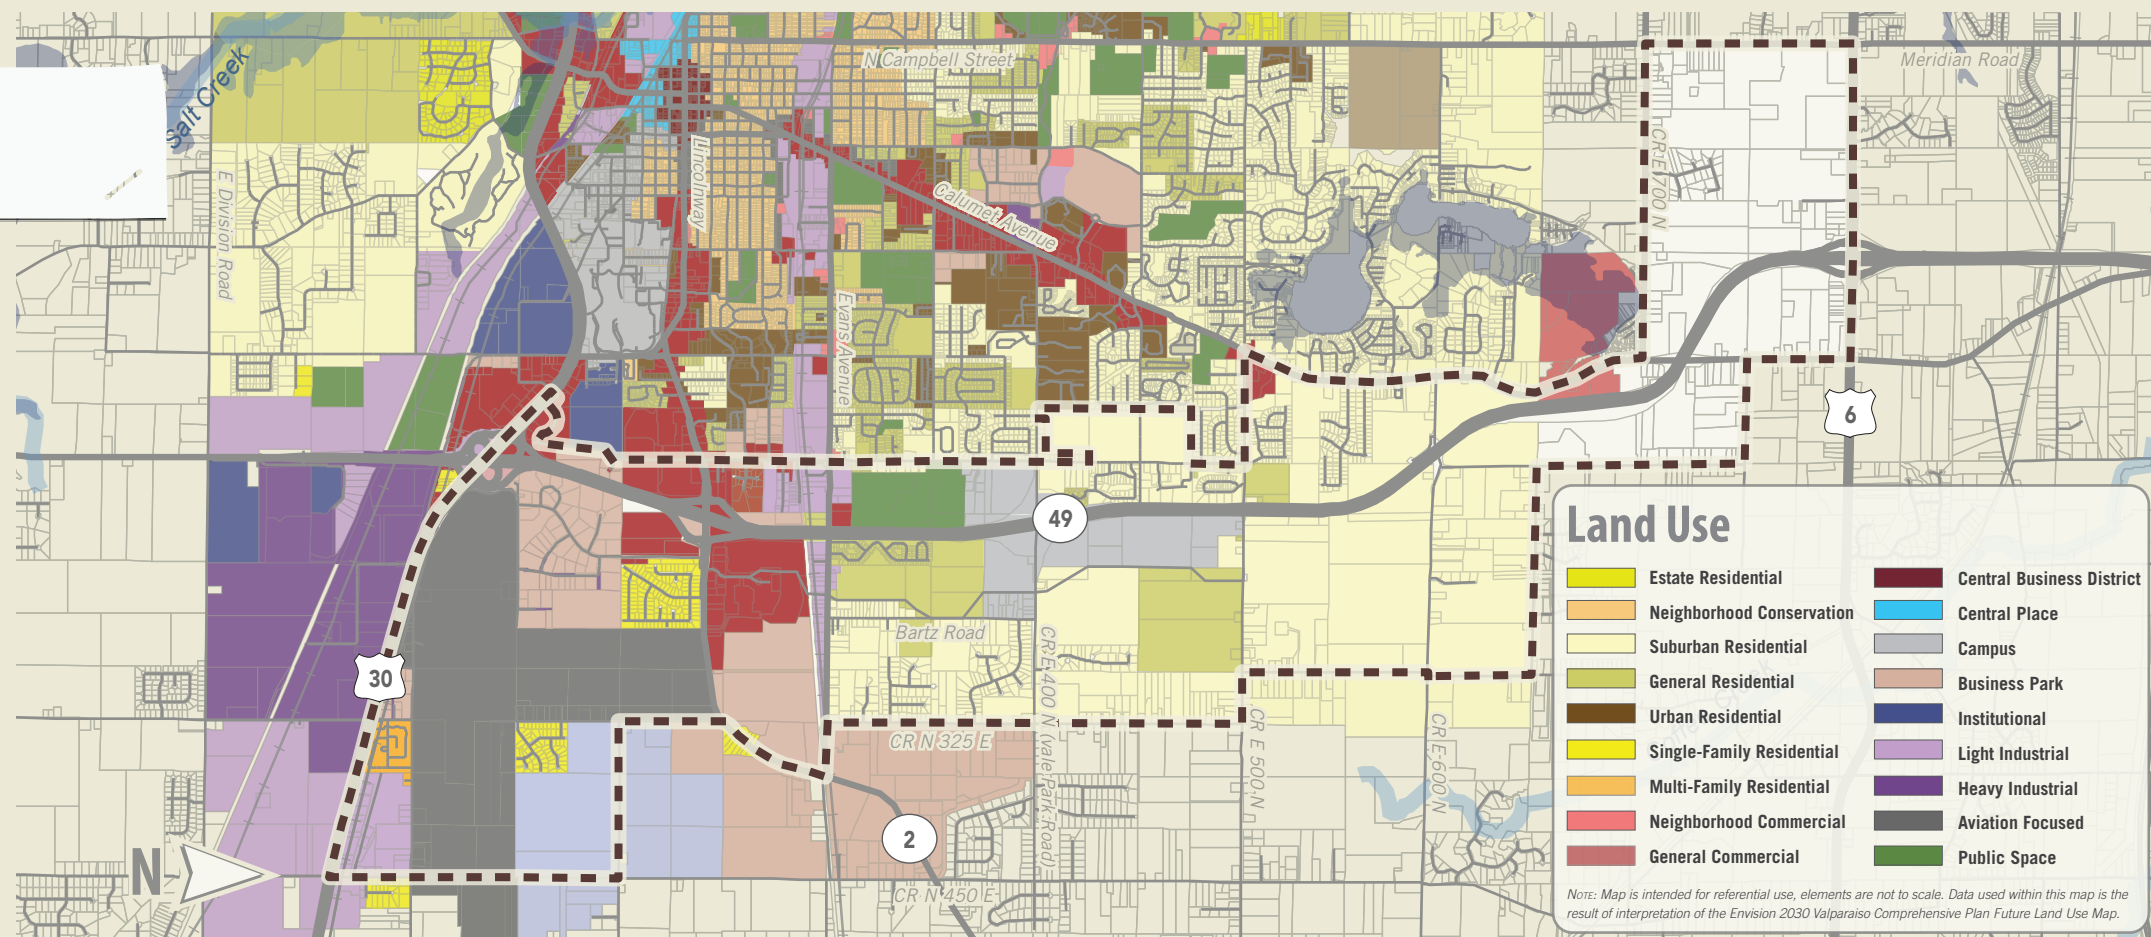 N Campbell Street
Meridian Road
Salt Creek
E Division Road
Lincolnway
Calumet Avenue
CR E 700 N
Evans Avenue
6
49
Bartz Road
CR E 400 N (vale Park Road)
30
CR N 325 E
CR E 500 N
CR E 600 N
2
N
CR N 450 E
Land Use
Estate Residential
Neighborhood Conservation
Suburban Residential
General Residential
Urban Residential
Single-Family Residential
Multi-Family Residential
Neighborhood Commercial
General Commercial
Central Business District
Central Place
Campus
Business Park
Institutional
Light Industrial
Heavy Industrial
Aviation Focused
Public Space
NOTE: Map is intended for referential use, elements are not to scale. Data used within this map is the
result of interpretation of the Envision 2030 Valparaiso Comprehensive Plan Future Land Use Map.